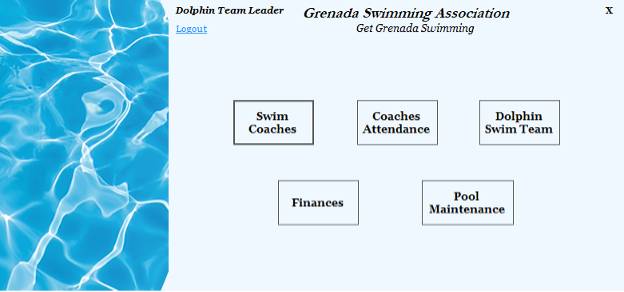 Dolphin Team Leader
Grenada Swimming Association
X
Logout
Get Grenada Swimming
Swim
Coaches
Coaches
Attendance
Dolphin
Swim Team
Finances
Pool
Maintenance